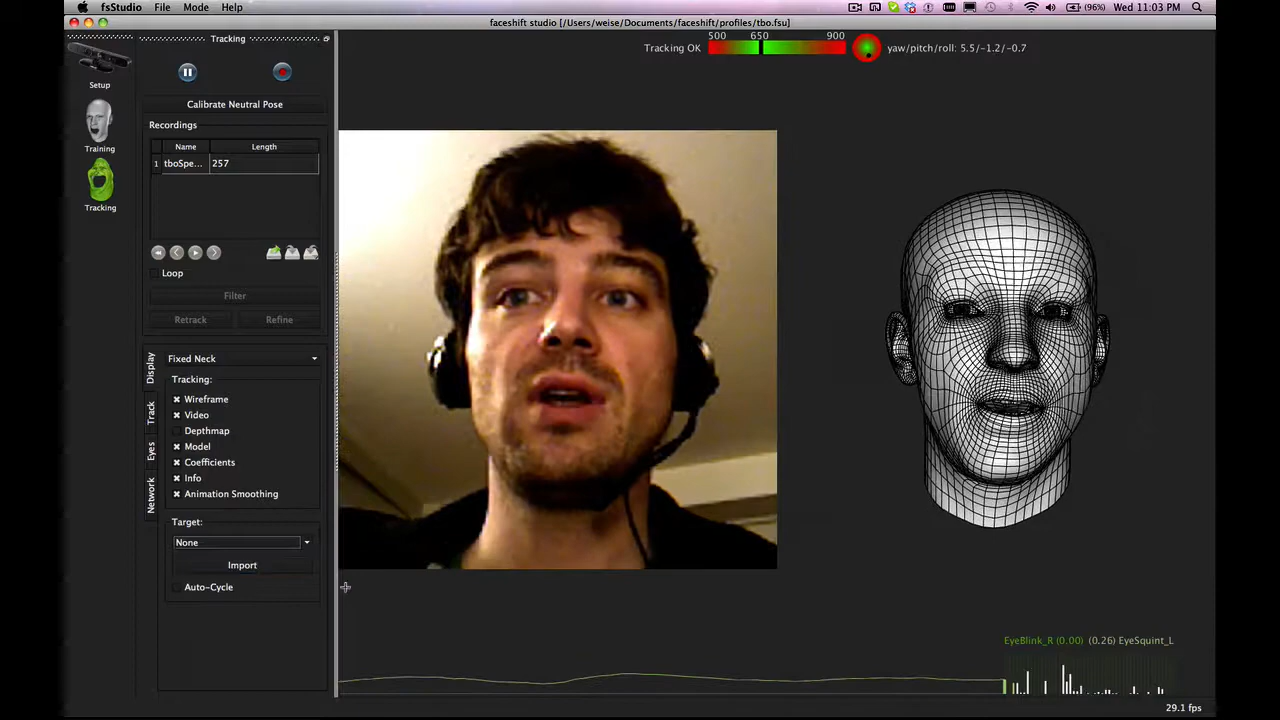 fsStudio File Mode Help (96%) Wed 11:03 PM
faceshift studio [/Users/weise/Documents/faceshift/profiles/tbo.fsu]
Tracking
Setup
Training
Tracking
Calibrate Neutral Pose
Recordings
Name Length
1 tboSpe... 257
Loop
Filter
Retrack Refine
Display
Track
Eyes
Network
Fixed Neck
Tracking:
Wireframe
Video
Depthmap
Model
Coefficients
Info
Animation Smoothing
Target:
None
Import
Auto-Cycle
500 650 900
Tracking OK yaw/pitch/roll: 5.5/-1.2/-0.7
EyeBlink_R (0.00) (0.26) EyeSquint_L
29.1 fps